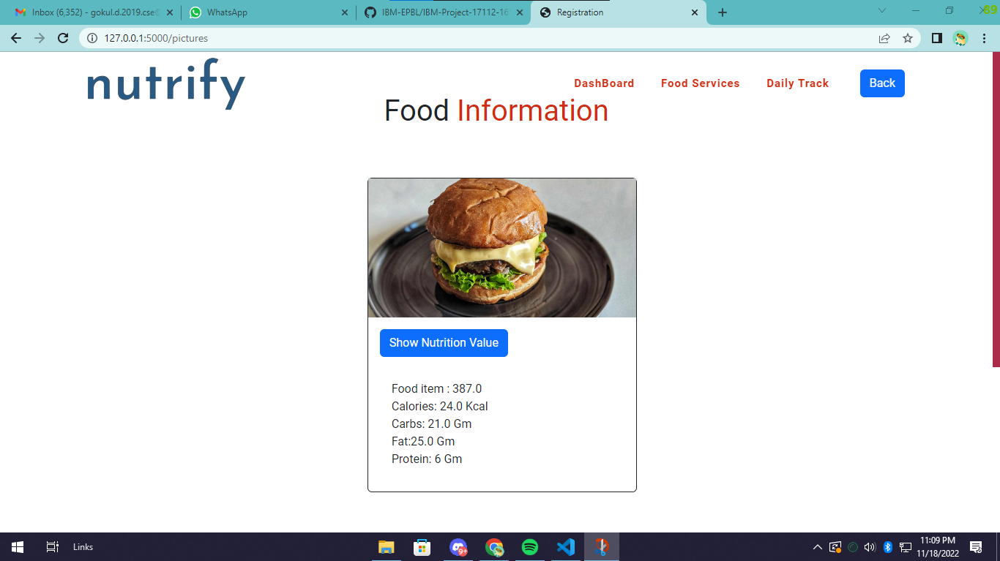 Inbox (6,352) - gokul.d.2019.cse@
WhatsApp
IBM-EPBL/IBM-Project-17112-16
Registration
89
127.0.0.1:5000/pictures
nutrify
DashBoard
Food Services
Daily Track
Back
Food Information
Show Nutrition Value
Food item : 387.0
Calories: 24.0 Kcal
Carbs: 21.0 Gm
Fat:25.0 Gm
Protein: 6 Gm
Links
9+
11:09 PM
11/18/2022